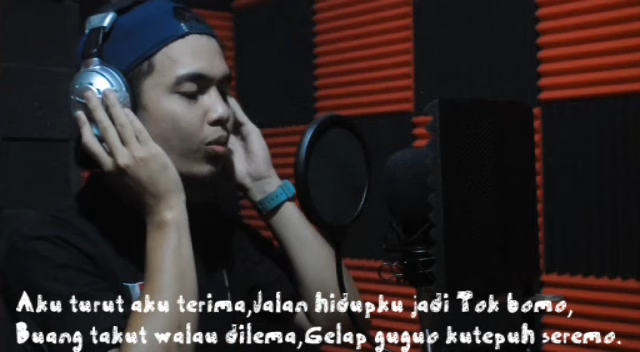 Aku turut aku terima,Jalan hidupku jadi Tok bomo,
Buang takut walau dilema,Gelap gugup kutepuh seremo.